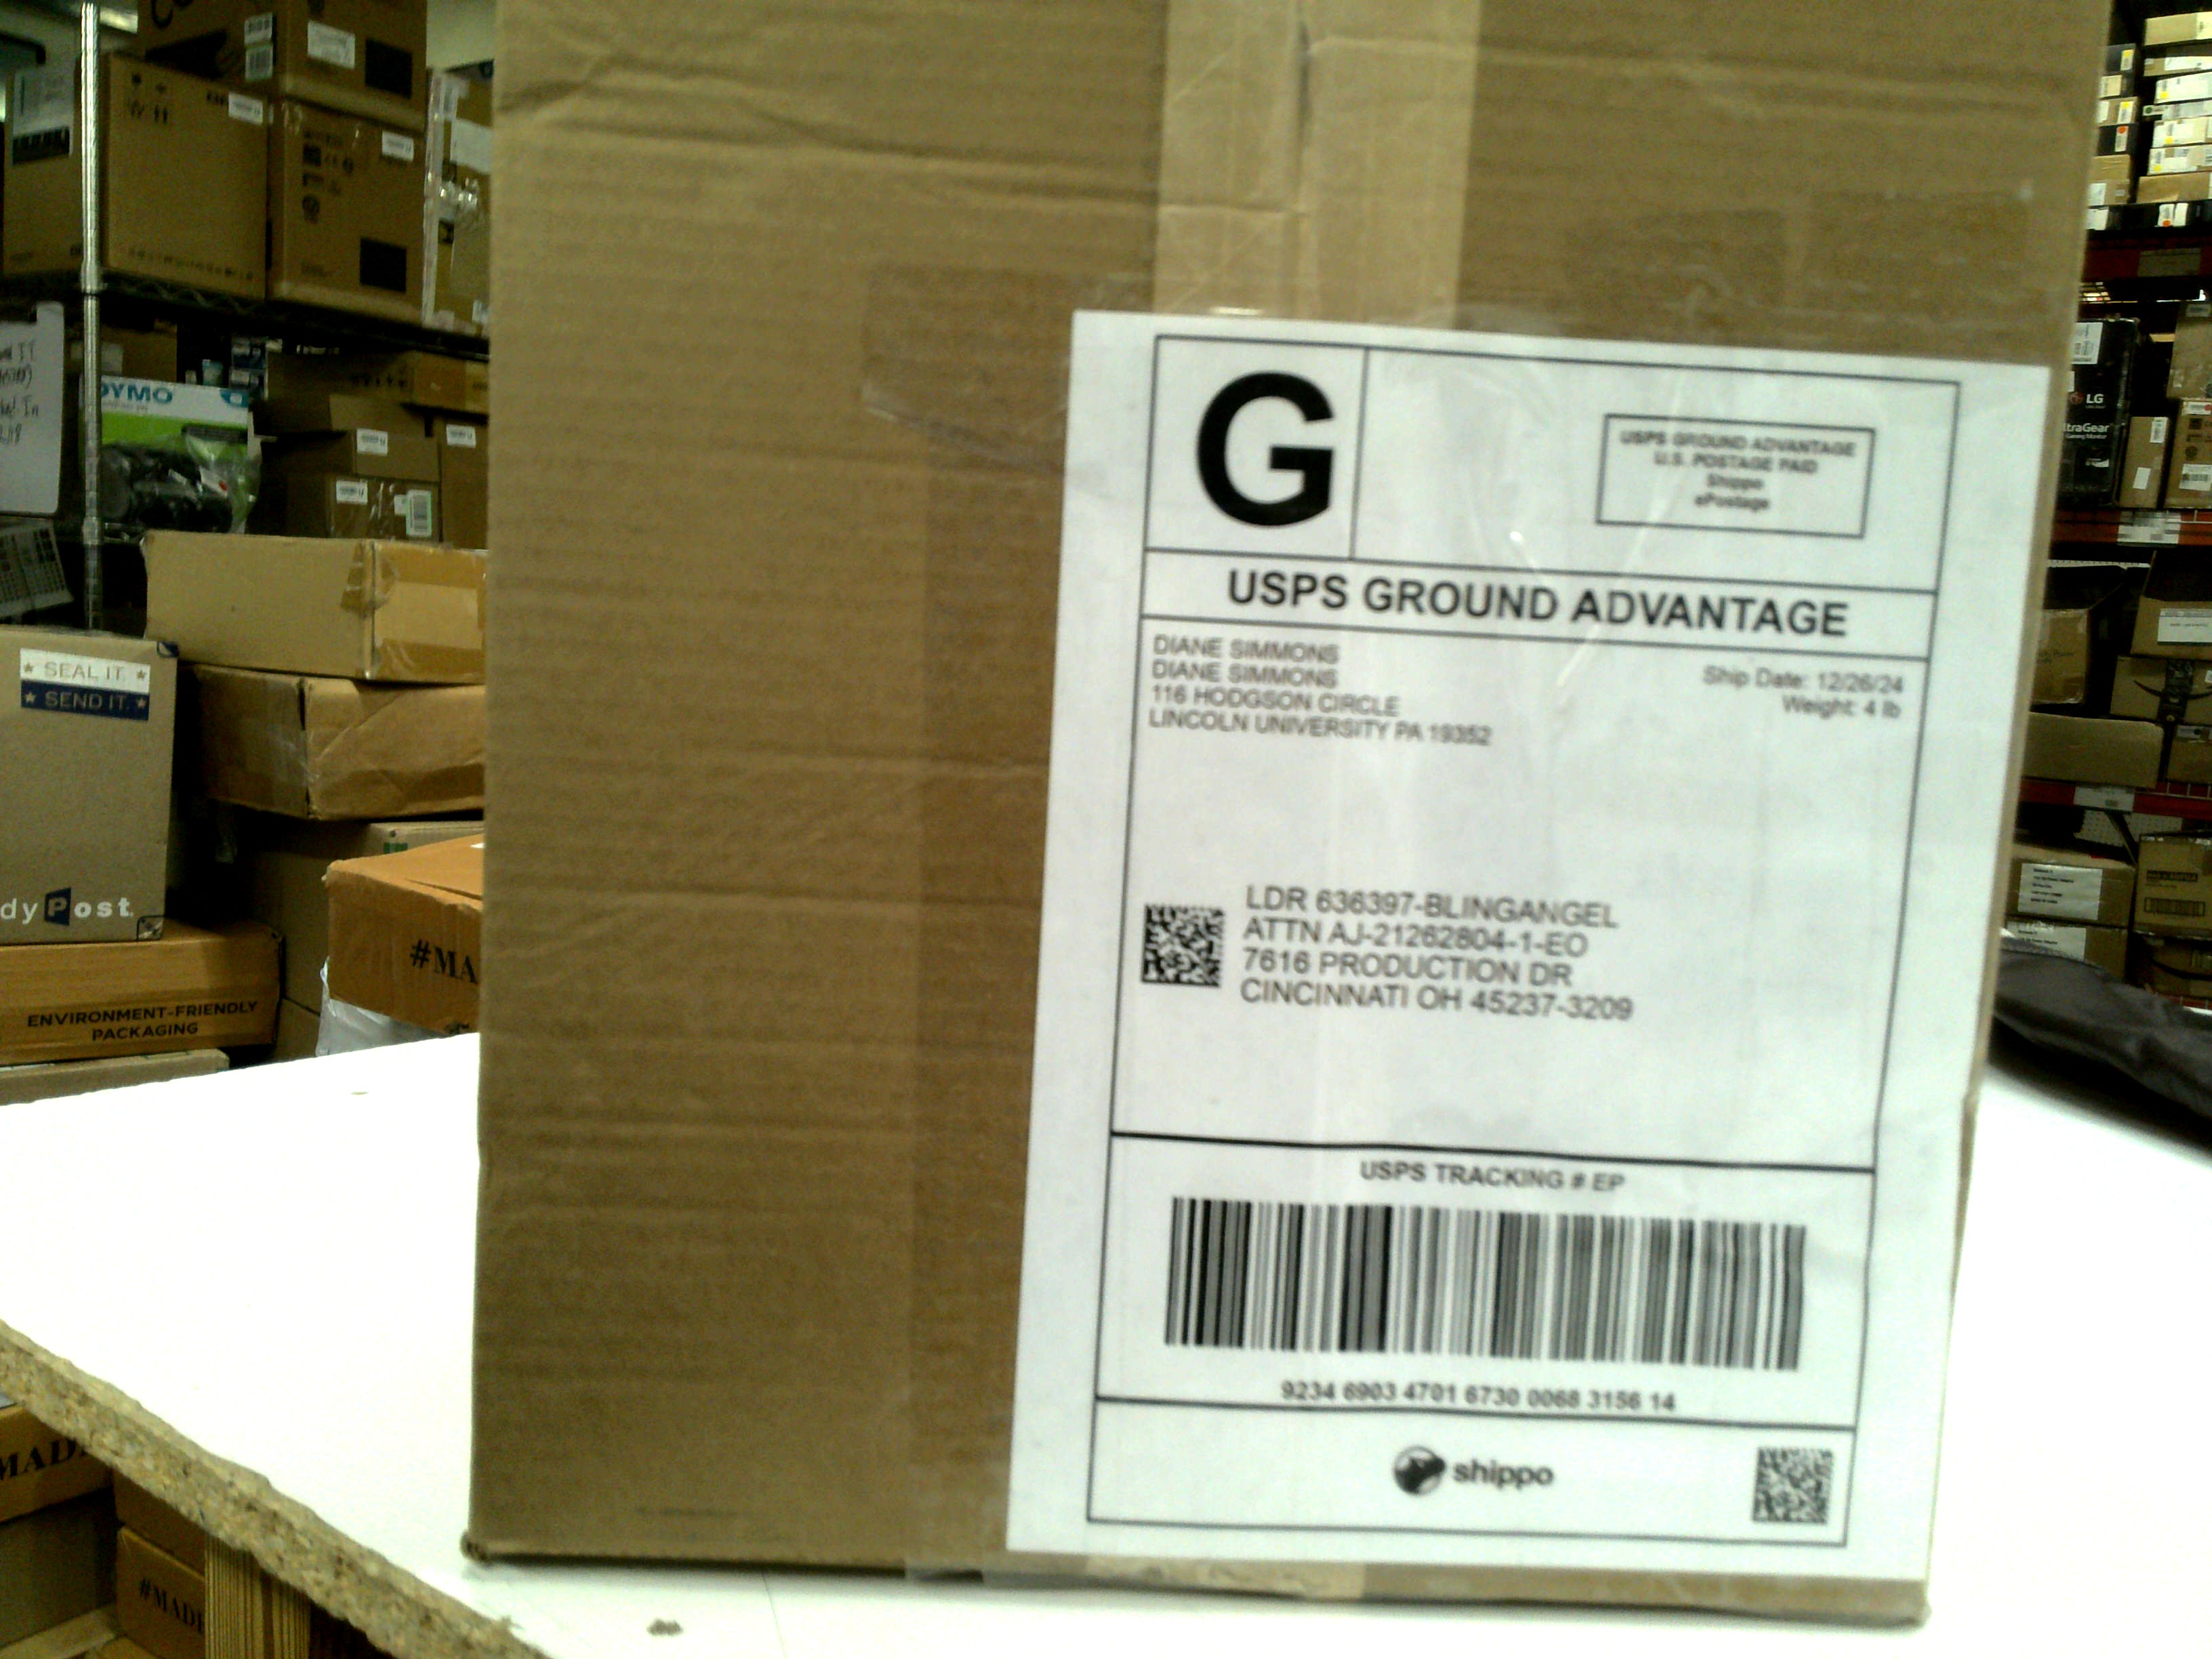 G
USPS GROUND ADVANTAGE
U.S. POSTAGE PAID
Shippo
ePostage
USPS GROUND ADVANTAGE
DIANE SIMMONS
DIANE SIMMONS
116 HODGSON CIRCLE
LINCOLN UNIVERSITY PA 19352
Ship Date: 12/26/24
Weight: 4 lb
LDR 636397-BLINGANGEL
ATTN AJ-21262804-1-EO
7616 PRODUCTION DR
CINCINNATI OH 45237-3209
USPS TRACKING # EP
9234 6903 4701 6730 0068 3156 14
shippo
DYMO
SEAL IT.
SEND IT.
dyPost
ENVIRONMENT-FRIENDLY
PACKAGING
#MA
MAD
#MADE
LG
traGear